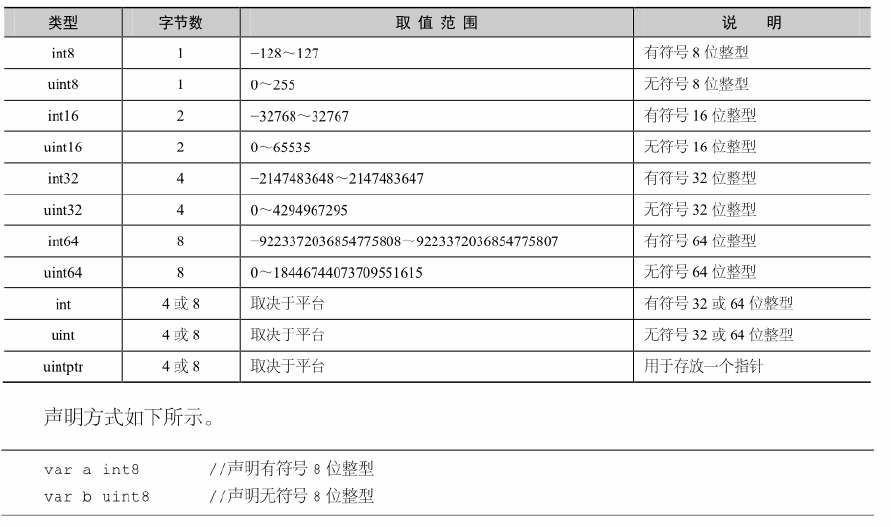 类型 字节数 取值范围 说 明
int8 1 −128～127 有符号 8 位整型
uint8 1 0～255 无符号 8 位整型
int16 2 −32768～32767 有符号 16 位整型
uint16 2 0～65535 无符号 16 位整型
int32 4 −2147483648～2147483647 有符号 32 位整型
uint32 4 0～4294967295 无符号 32 位整型
int64 8 −9223372036854775808～9223372036854775807 有符号 64 位整型
uint64 8 0～18446744073709551615 无符号 64 位整型
int 4 或 8 取决于平台 有符号 32 或 64 位整型
uint 4 或 8 取决于平台 无符号 32 或 64 位整型
uintptr 4 或 8 取决于平台 用于存放一个指针
声明方式如下所示。
var a int8 //声明有符号 8 位整型
var b uint8 //声明无符号 8 位整型